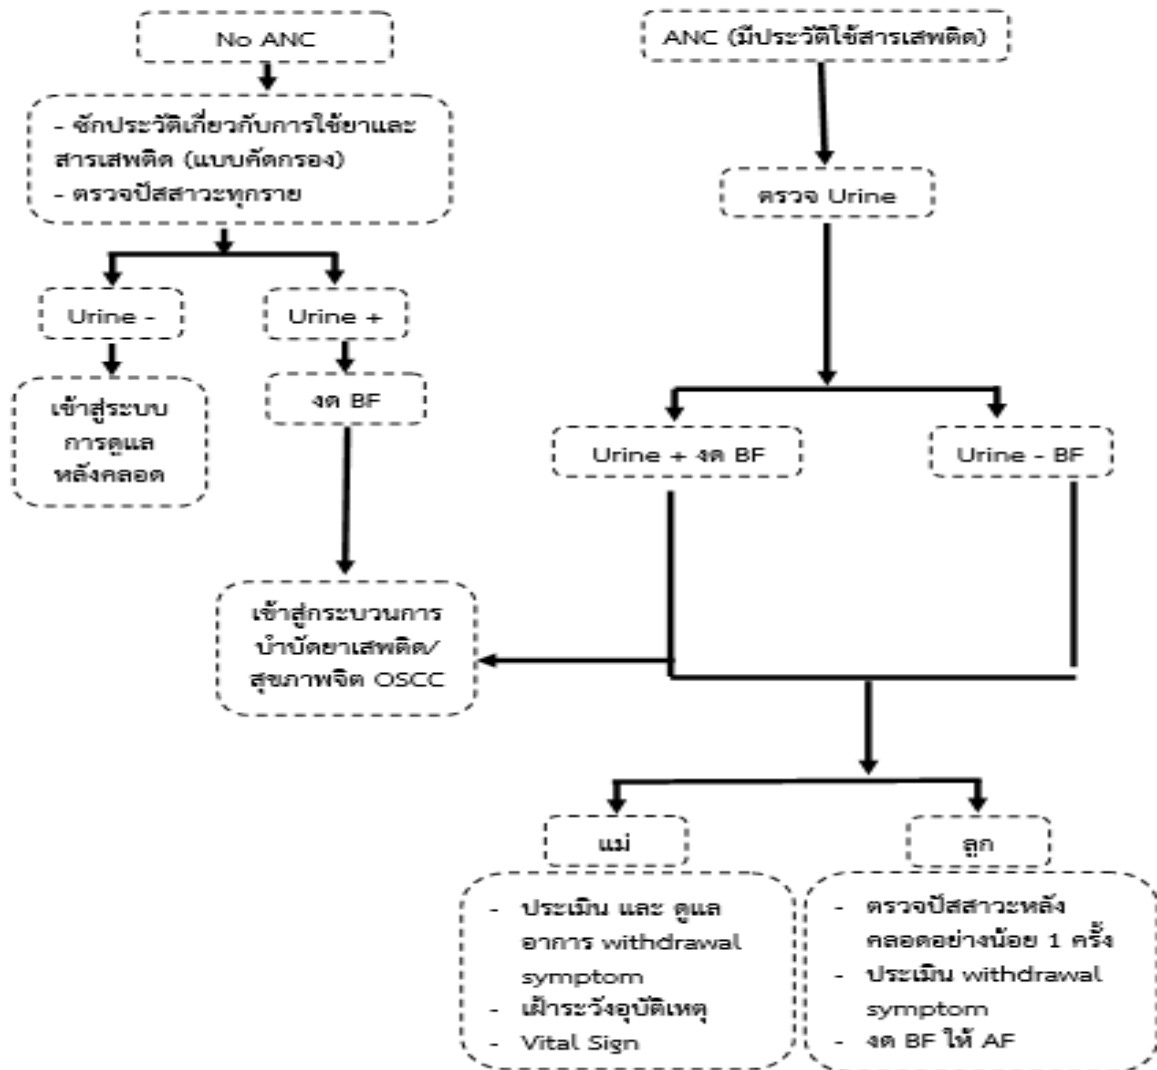 No ANC
ANC (มีประวัติใช้สารเสพติด)
- ซักประวัติเกี่ยวกับการใช้ยาและ
สารเสพติด (แบบคัดกรอง)
- ตรวจปัสสาวะทุกราย
ตรวจ Urine
Urine -
Urine +
เข้าสู่ระบบ
การดูแล
หลังคลอด
งด BF
Urine + งด BF
Urine - BF
เข้าสู่กระบวนการ
บำบัดยาเสพติด/
สุขภาพจิต OSCC
แม่
ลูก
- ประเมิน และ ดูแล
อาการ withdrawal
symptom
- เฝ้าระวังอุบัติเหตุ
- Vital Sign
- ตรวจปัสสาวะหลัง
คลอดอย่างน้อย 1 ครั้ง
- ประเมิน withdrawal
symptom
- งด BF ให้ AF